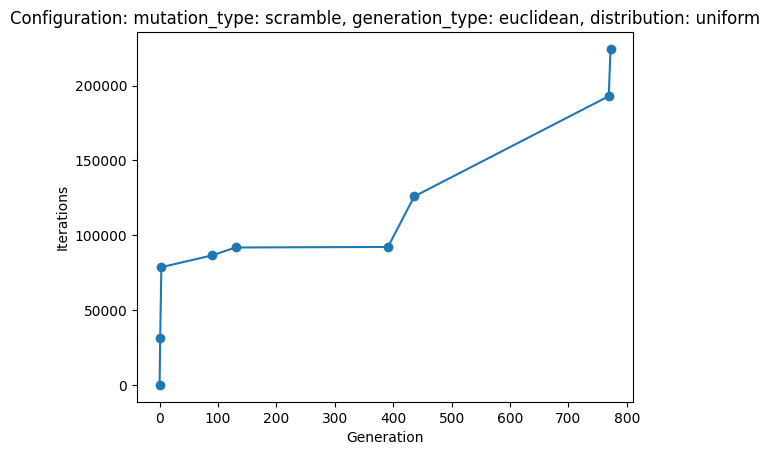 Configuration: mutation_type: scramble, generation_type: euclidean, distribution: uniform
200000
150000
100000
50000
0
Iterations
0 100 200 300 400 500 600 700 800
Generation